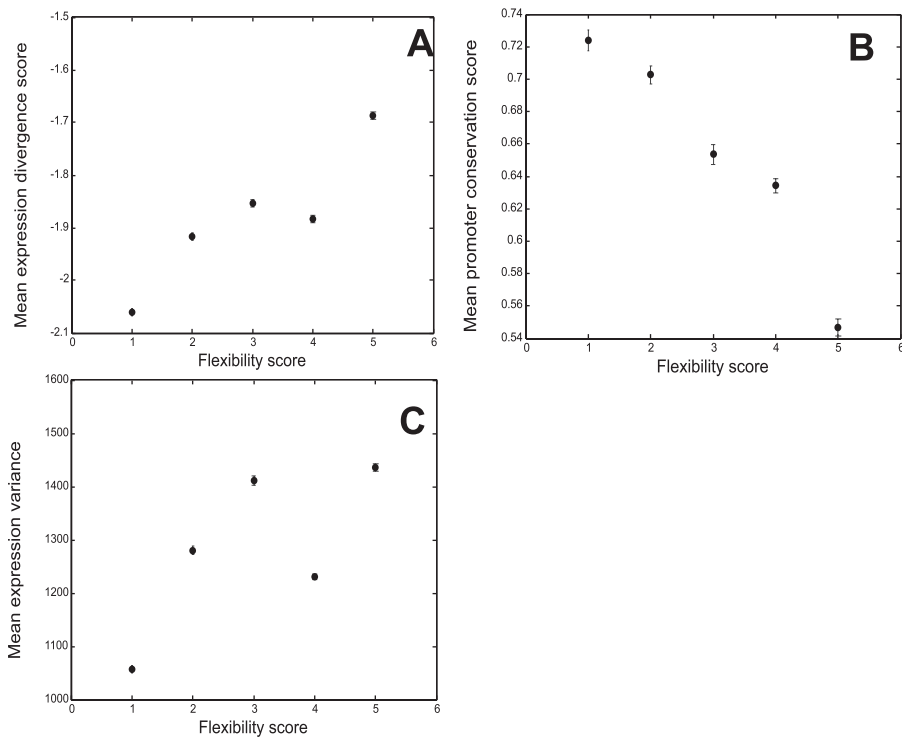 A
Mean expression divergence score
-1.5
-1.6
-1.7
-1.8
-1.9
-2
-2.1
0 1 2 3 4 5 6
Flexibility score
B
Mean promoter conservation score
0.74
0.72
0.7
0.68
0.66
0.64
0.62
0.6
0.58
0.56
0.54
0 1 2 3 4 5 6
Flexibility score
C
Mean expression variance
1600
1500
1400
1300
1200
1100
1000
0 1 2 3 4 5 6
Flexibility score